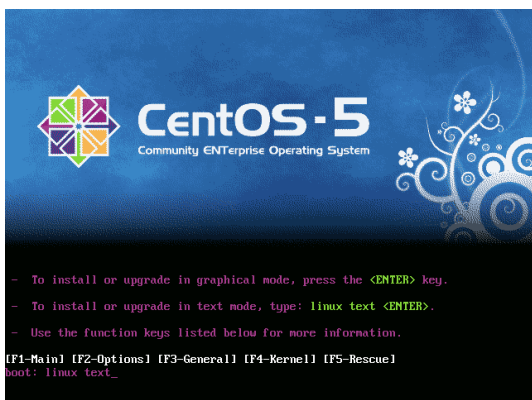 CentOS-5
Community ENTerprise Operating System
- To install or upgrade in graphical mode, press the <ENTER> key.
- To install or upgrade in text mode, type: linux text <ENTER>.
- Use the function keys listed below for more information.
[F1-Main] [F2-Options] [F3-General] [F4-Kernel] [F5-Rescue]
boot: linux text_